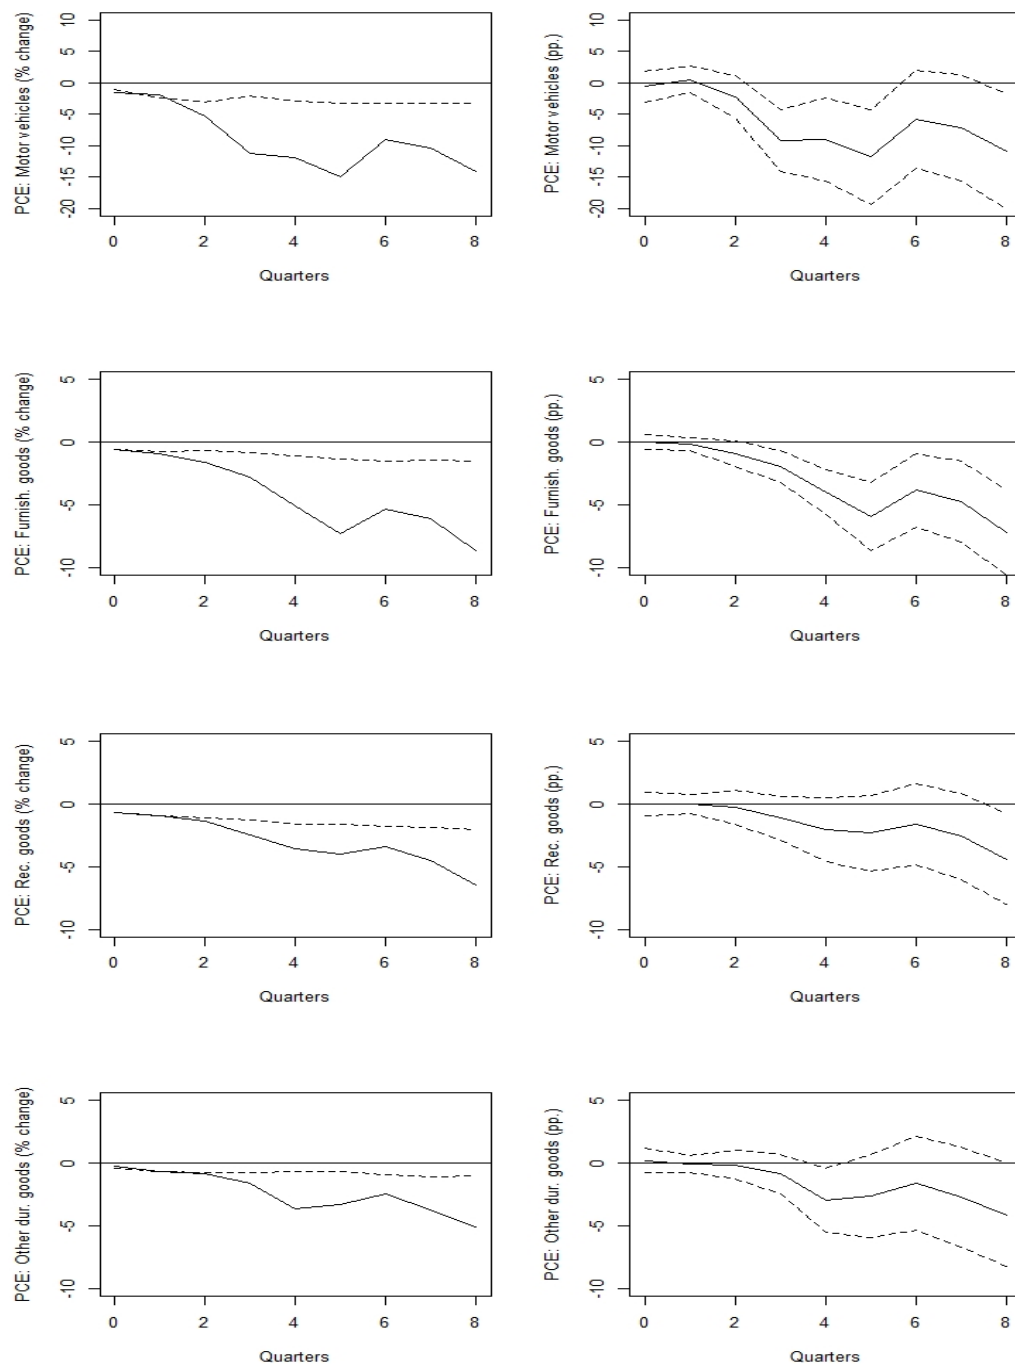 PCE: Motor vehicles (% change)
10
5
0
-5
-10
-15
-20
0 2 4 6 8
Quarters
PCE: Motor vehicles (pp.)
10
5
0
-5
-10
-15
-20
0 2 4 6 8
Quarters
PCE: Furnish. goods (% change)
5
0
-5
-10
0 2 4 6 8
Quarters
PCE: Furnish. goods (pp.)
5
0
-5
-10
0 2 4 6 8
Quarters
PCE: Rec. goods (% change)
5
0
-5
-10
0 2 4 6 8
Quarters
PCE: Rec. goods (pp.)
5
0
-5
-10
0 2 4 6 8
Quarters
PCE: Other dur. goods (% change)
5
0
-5
-10
0 2 4 6 8
Quarters
PCE: Other dur. goods (pp.)
5
0
-5
-10
0 2 4 6 8
Quarters